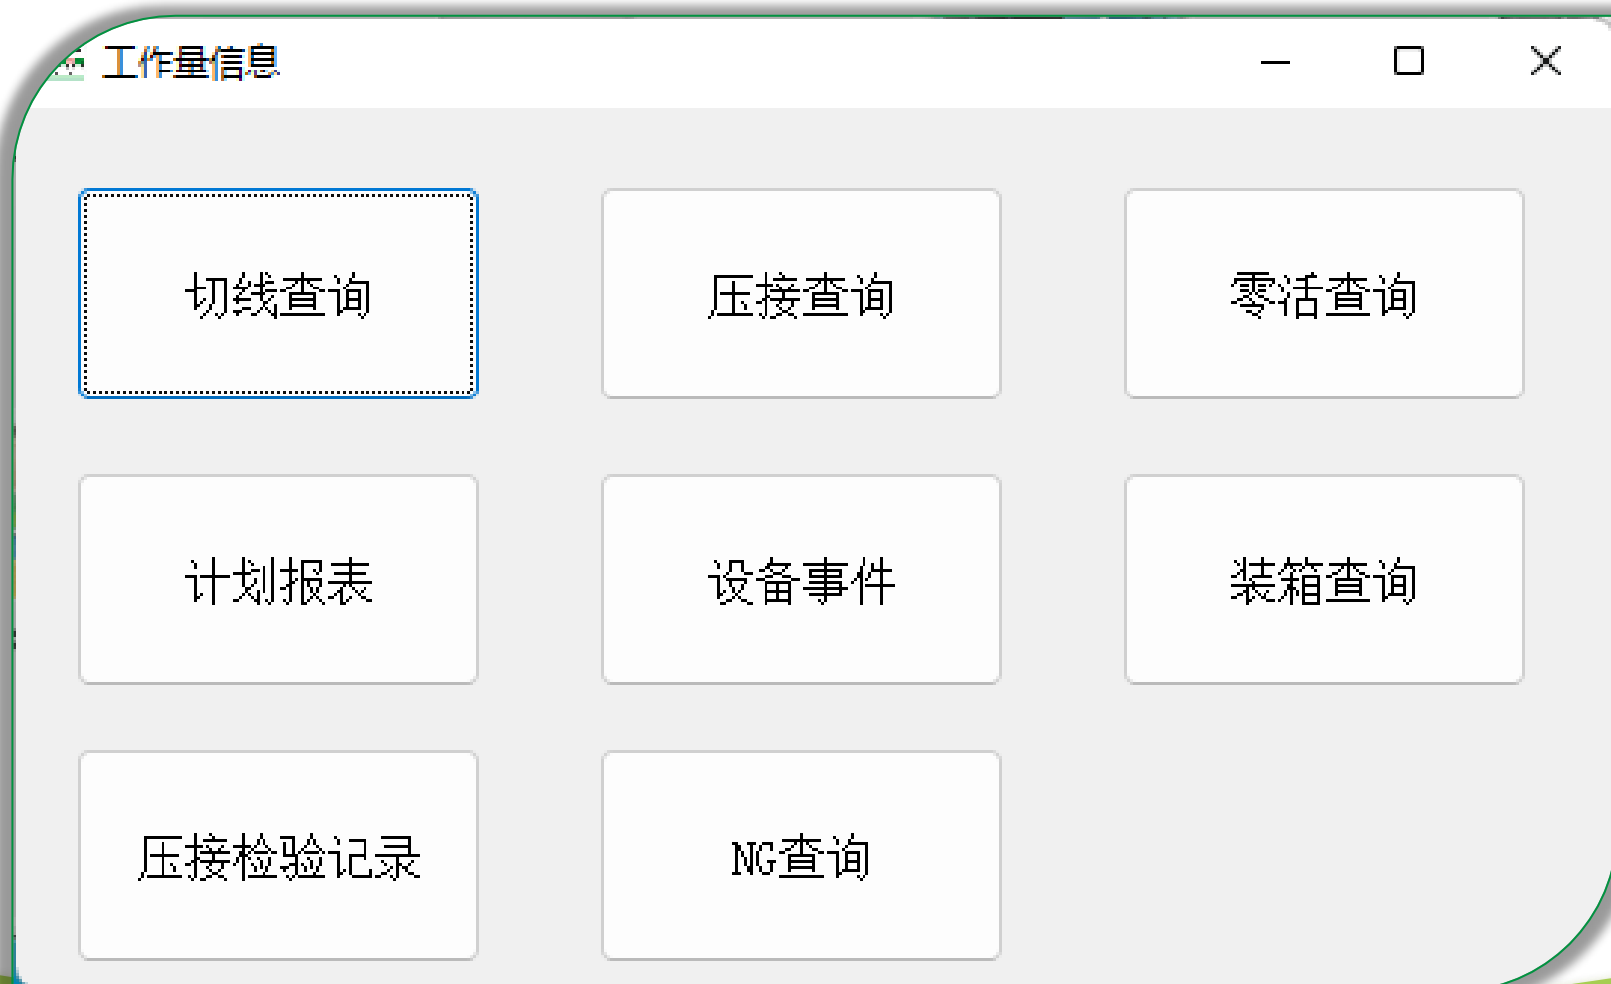 工作量信息
切线查询
压接查询
零活查询
计划报表
设备事件
装箱查询
压接检验记录
NG查询